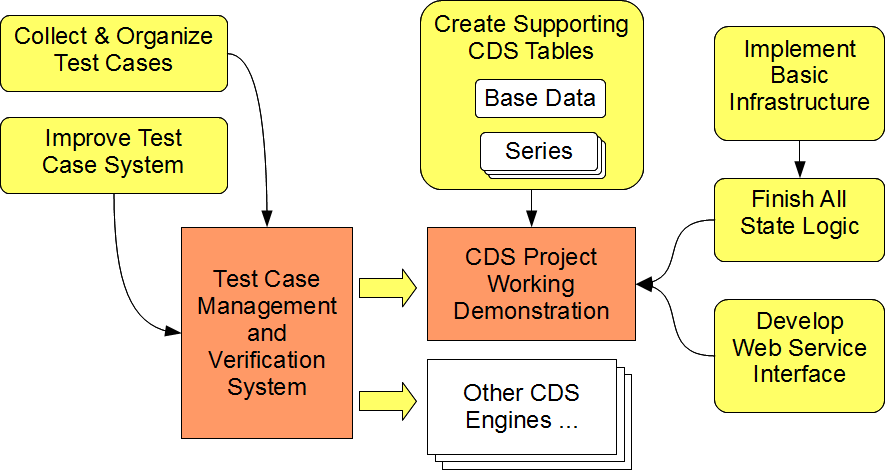 Collect & Organize
Test Cases
Improve Test
Case System
Create Supporting
CDS Tables
Base Data
Series
Implement
Basic
Infrastructure
Finish All
State Logic
Test Case
Management
and
Verification
System
CDS Project
Working
Demonstration
Develop
Web Service
Interface
Other CDS
Engines ...